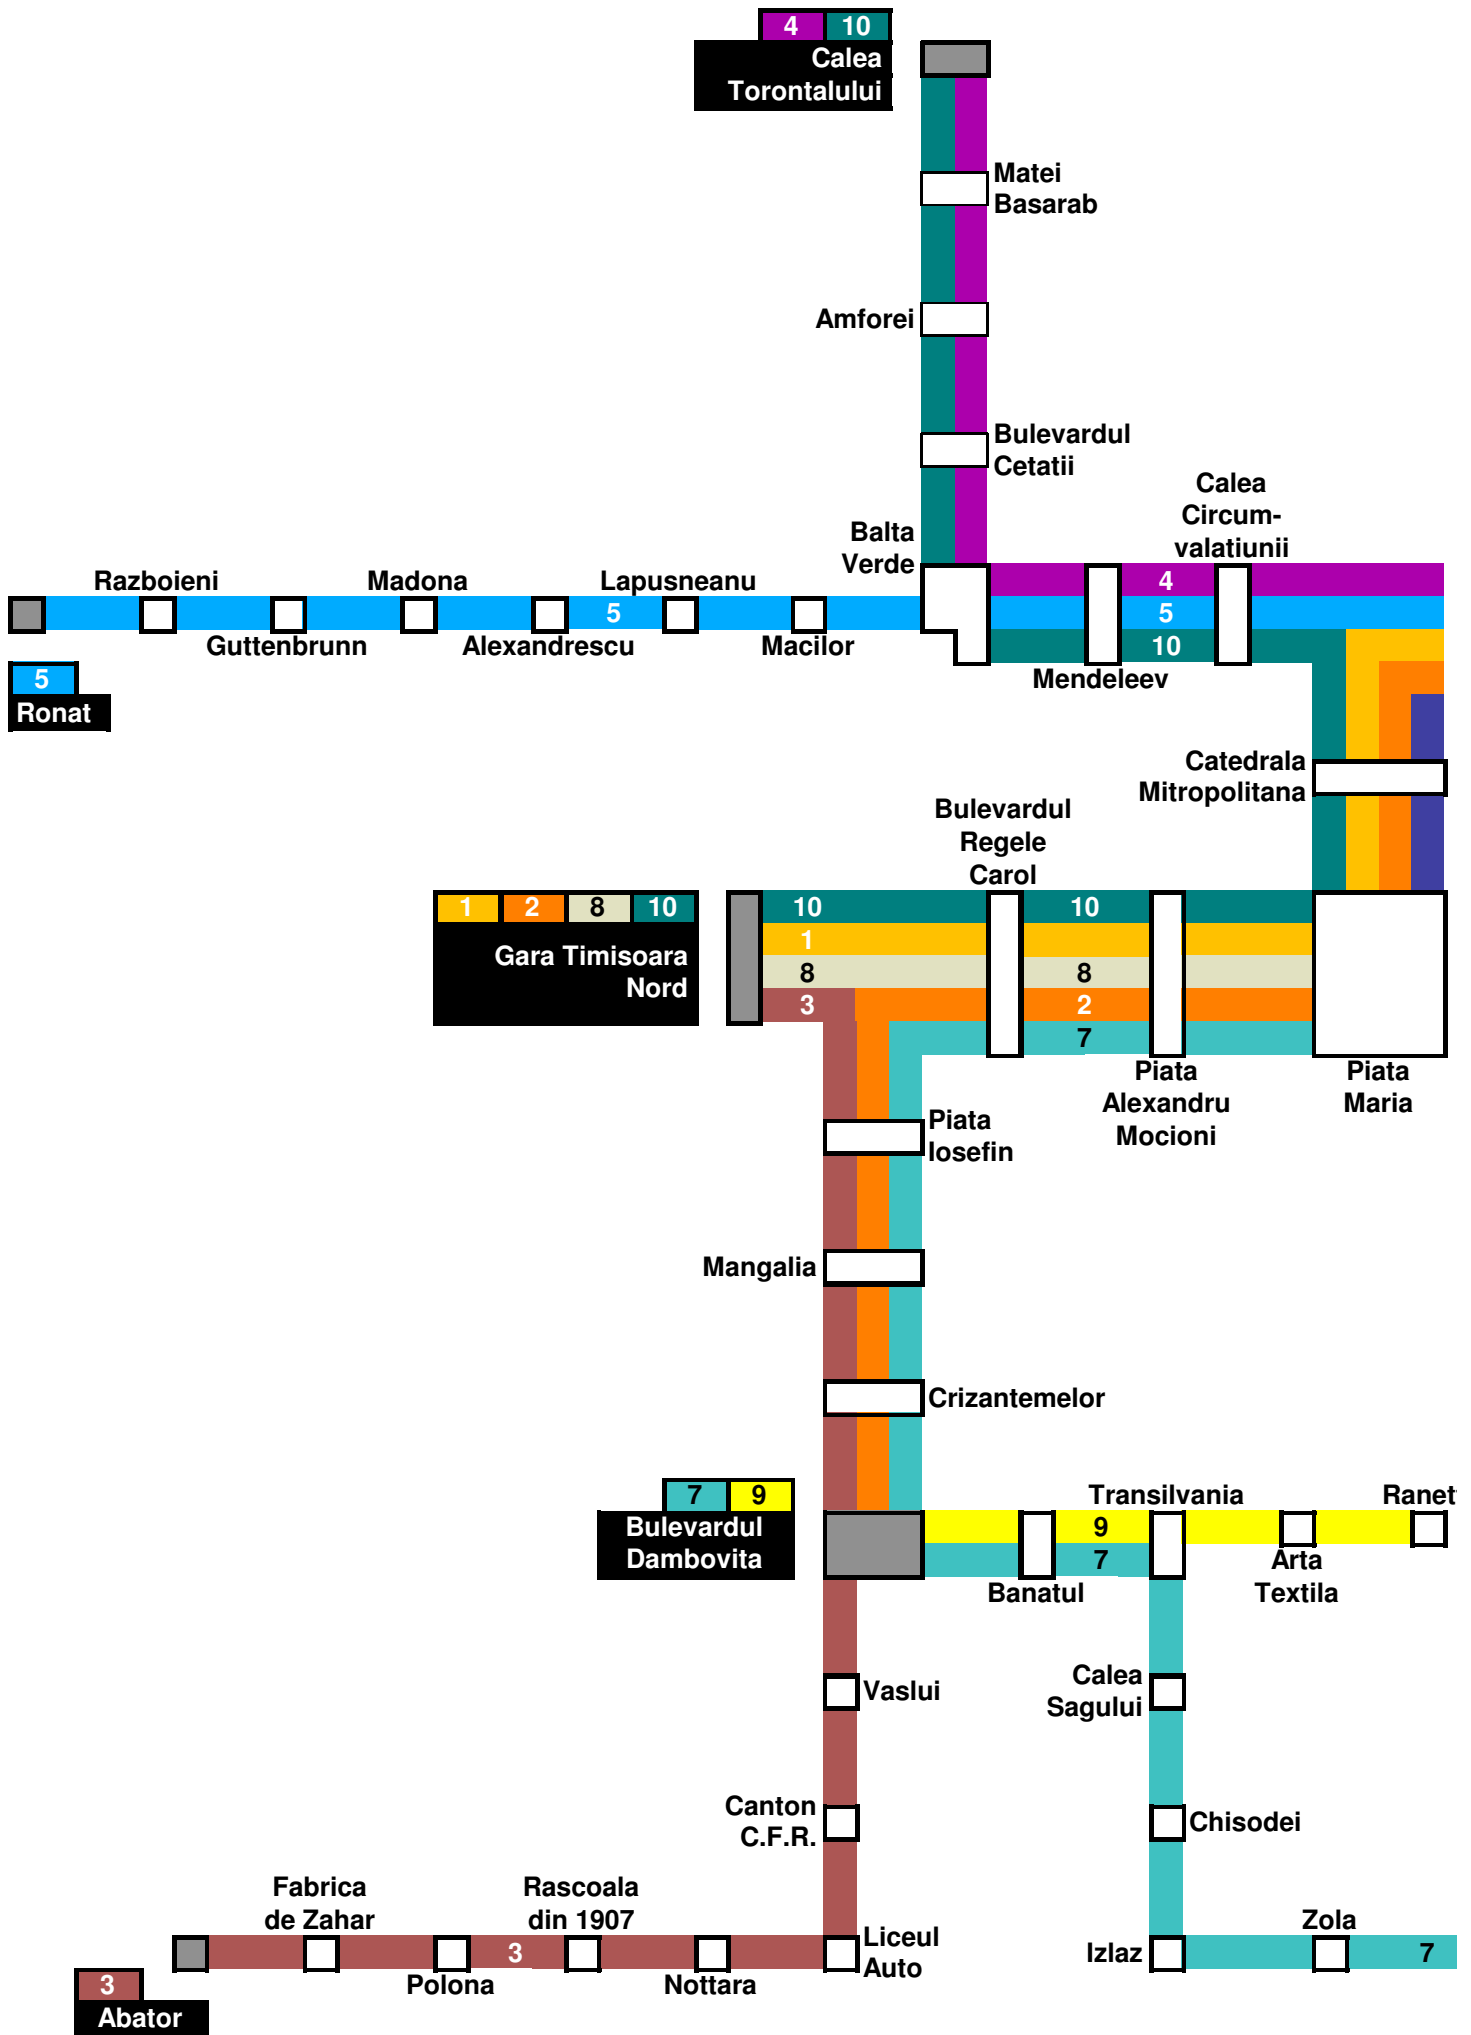 4 10
Calea
Torontalului
Matei
Basarab
Amforei
Bulevardul
Cetatii
Calea
Circum-
valatiunii
Balta
Verde
Razboieni
Madona
Lapusneanu
4
5
5
10
Guttenbrunn
Alexandrescu
Macilor
Mendeleev
5
Ronat
Catedrala
Mitropolitana
Bulevardul
Regele
Carol
1 2 8 10
Gara Timisoara
Nord
10
10
1
8
8
3
2
7
Piata
Alexandru
Mocioni
Piata
Maria
Piata
Iosefin
Mangalia
Crizantemelor
7 9
Bulevardul
Dambovita
Transilvania
Ranet
9
7
Banatul
Arta
Textila
Vaslui
Calea
Sagului
Canton
C.F.R.
Chisodei
Fabrica
de Zahar
Rascoala
din 1907
Liceul
Auto
Izlaz
Zola
3
7
Polona
Nottara
3
Abator